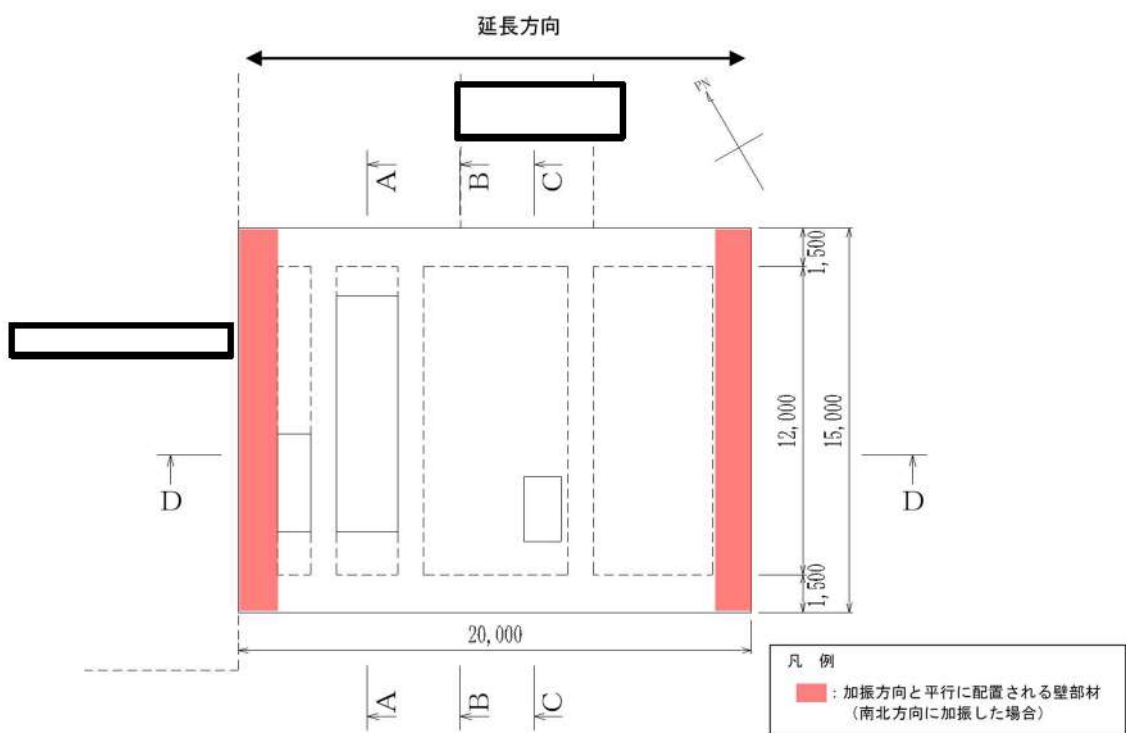 延長方向
PN
A
B
C
1,500
12,000
15,000
D
D
1,500
20,000
A
B
C
凡 例
：加振方向と平行に配置される壁部材
（南北方向に加振した場合）